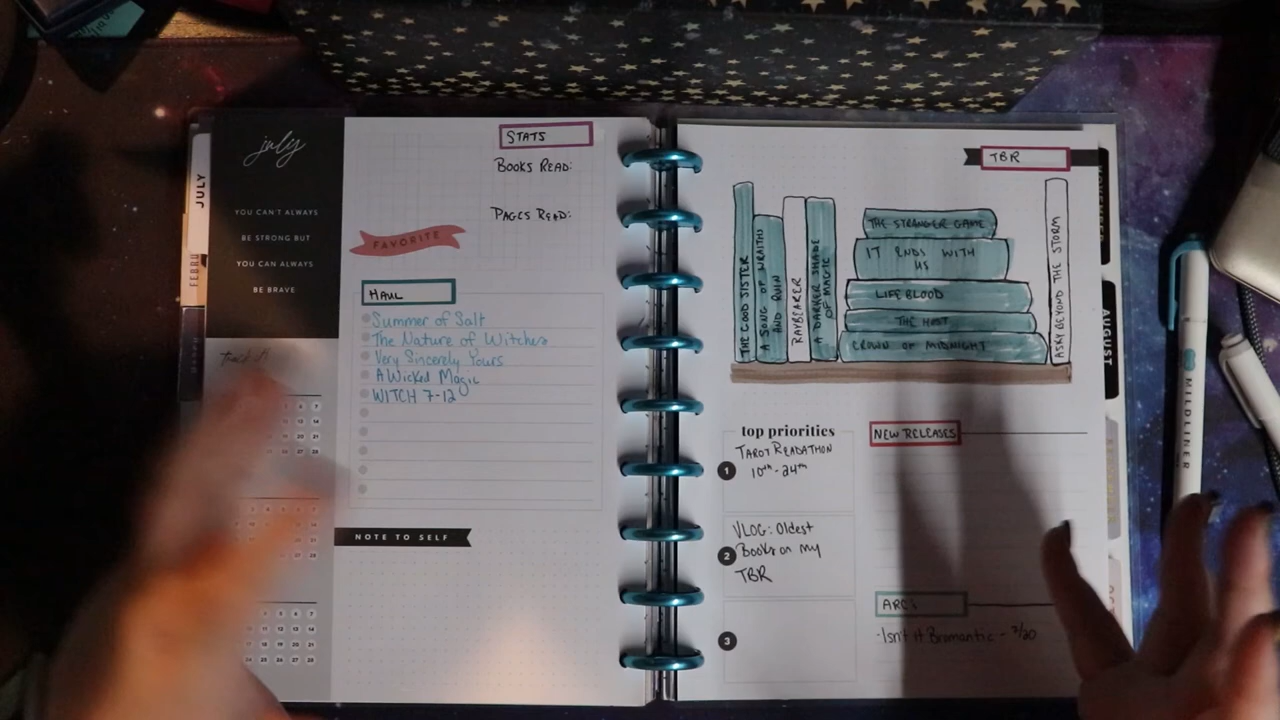 july
YOU CAN'T ALWAYS
BE STRONG BUT
YOU CAN ALWAYS
BE BRAVE
JULY
FEBRU
STATS
BOOKS READ:
PAGES READ:
FAVORITE
HAUL
Summer of Salt
The Nature of Witches
Very Sincerely Yours
A Wicked Magic
WITCH 7-12
NOTE TO SELF
TBR
THE GOOD SISTER
A SONG OF WRAITHS
AND RUIN
RAYBEARER
A DARKER SHADE
OF MAGIC
THE STRANGER GAME
IT ENDS WITH
US
LIFEBLOOD
THE HOST
CROWN OF MIDNIGHT
A SKY BEYOND THE STORM
top priorities
1
TAROT READATHON
10th - 24th
2
VLOG: Oldest
Books on my
TBR
3
NEW RELEASES
ARC's
-Isn't it Bromantic - 7/20
AUGUST
MILDLINER